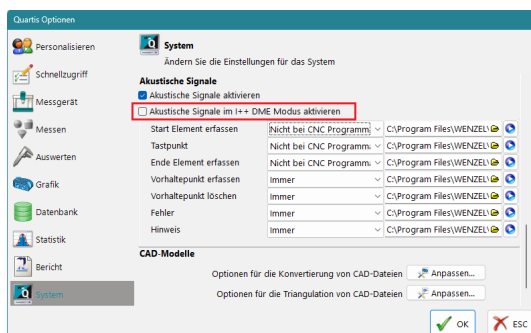 Quartis Optionen
Personalisieren
Schnellzugriff
Messgerät
Messen
Auswerten
Grafik
Datenbank
Statistik
Bericht
System
System
Ändern Sie die Einstellungen für das System
Akustische Signale
Akustische Signale aktivieren
Akustische Signale im I++ DME Modus aktivieren
Start Element erfassen Nicht bei CNC Programm. C:\Program Files\WENZEL\
Tastpunkt Nicht bei CNC Programm. C:\Program Files\WENZEL\
Ende Element erfassen Nicht bei CNC Programm. C:\Program Files\WENZEL\
Vorhaltepunkt erfassen Immer C:\Program Files\WENZEL\
Vorhaltepunkt löschen Immer C:\Program Files\WENZEL\
Fehler Immer C:\Program Files\WENZEL\
Hinweis Immer C:\Program Files\WENZEL\
CAD-Modelle
Optionen für die Konvertierung von CAD-Dateien Anpassen...
Optionen für die Triangulation von CAD-Dateien Anpassen...
OK ESC